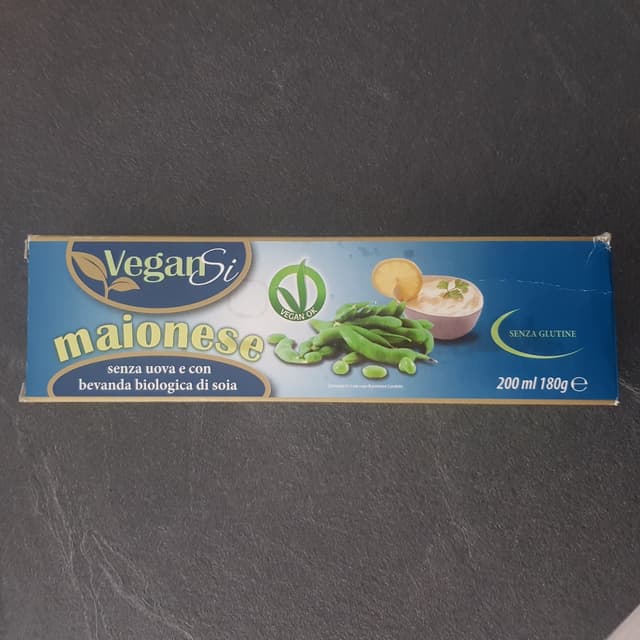 VeganSi
maionese
senza uova e con
bevanda biologica di soia
VEGAN OK
SENZA GLUTINE
200 ml 180g ℮